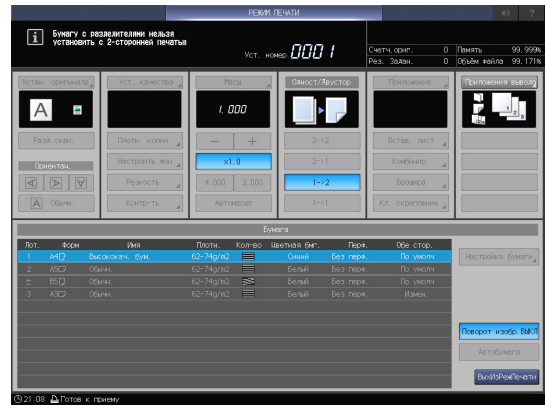 РЕЖИМ ПЕЧАТИ
Бумагу с разделителями нельзя
установить с 2-сторонней печатью
Уст. номер 0001
Счетч.ориг. 0 Память 99.999%
Рез. Задан. 0 Объём файла 99.171%
Устан. оригинала Уст. качества Масш Одност/Двустор Приложение Приложения вывода
A 1.000 1 2 3
Разл.скан. Плотн. копии — + 2->2 Встав. лист
Ориентац. Настроить фон x1.0 2->1 Комбинир.
Резкость 4.000 2.000 1->2 Брошюра
A Обычн. Контр-ть Автомасшт 1->1 Кл. скрепление
Бумага
Лот. Форм Имя Плотн. Кол-во Цветная бмг. Перф. Обе стор.
1 A4 Высококач. бум. 62-74g/m2 Синий Без перф. По умолч
2 A5 Обычн. 62-74g/m2 Белый Без перф. По умолч
± B5 Обычн. 62-74g/m2 Белый Без перф. По умолч
3 A3 Обычн. 62-74g/m2 Белый Без перф. Измен.
Настройка бумаги
Поворот изобр.ВЫКЛ
Автобумага
ВыхИзРежПечати
21:08 Готов к приему